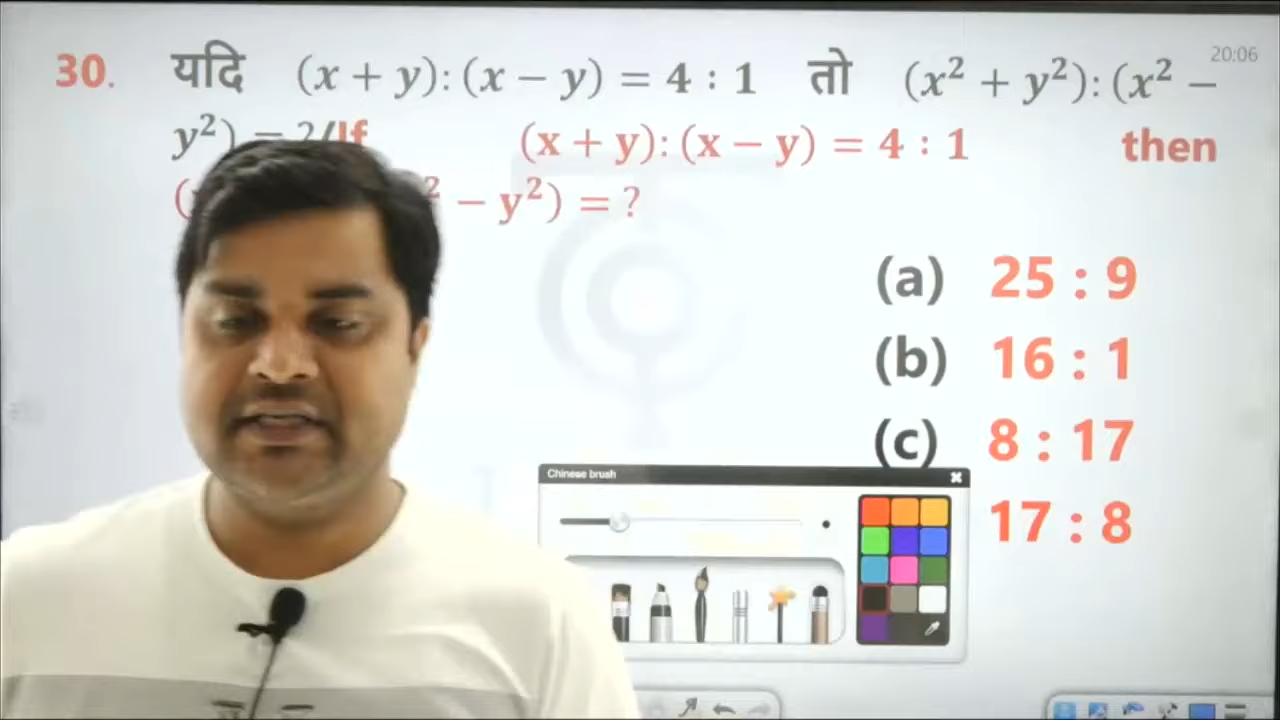 20:06
30. यदि (x + y): (x − y) = 4 : 1 तो (x² + y²): (x² −
y²) = ?/If (x + y): (x − y) = 4 : 1 then
( ² − y²) = ?
(a) 25 : 9
(b) 16 : 1
(c) 8 : 17
17 : 8
Chinese brush